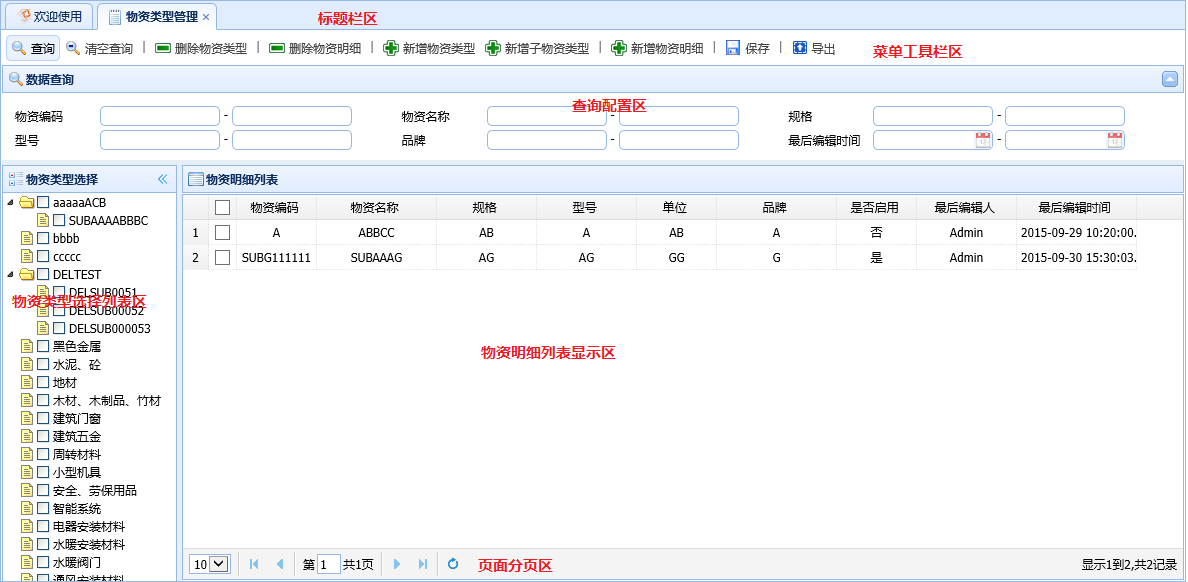 欢迎使用 物资类型管理 × 标题栏区
查询 清空查询 删除物资类型 删除物资明细 新增物资类型 新增子物资类型 新增物资明细 保存 导出 菜单工具栏区
数据查询
查询配置区
物资编码 - 物资名称 - 规格 -
型号 - 品牌 - 最后编辑时间 -
物资类型选择
aaaaaACB
SUBAAAABBBC
bbbb
ccccc
DELTEST
DELSUB0051
物资类型选择列表区
DELSUB00052
DELSUB000053
黑色金属
水泥、砼
地材
木材、木制品、竹材
建筑门窗
建筑五金
周转材料
小型机具
安全、劳保用品
智能系统
电器安装材料
水暖安装材料
水暖阀门
通风安装材料
物资明细列表
物资编码 物资名称 规格 型号 单位 品牌 是否启用 最后编辑人 最后编辑时间
1 A ABBCC AB A AB A 否 Admin 2015-09-29 10:20:00.
2 SUBG111111 SUBAAAG AG AG GG G 是 Admin 2015-09-30 15:30:03.
物资明细列表显示区
10 第 1 共1页 页面分页区 显示1到2,共2记录